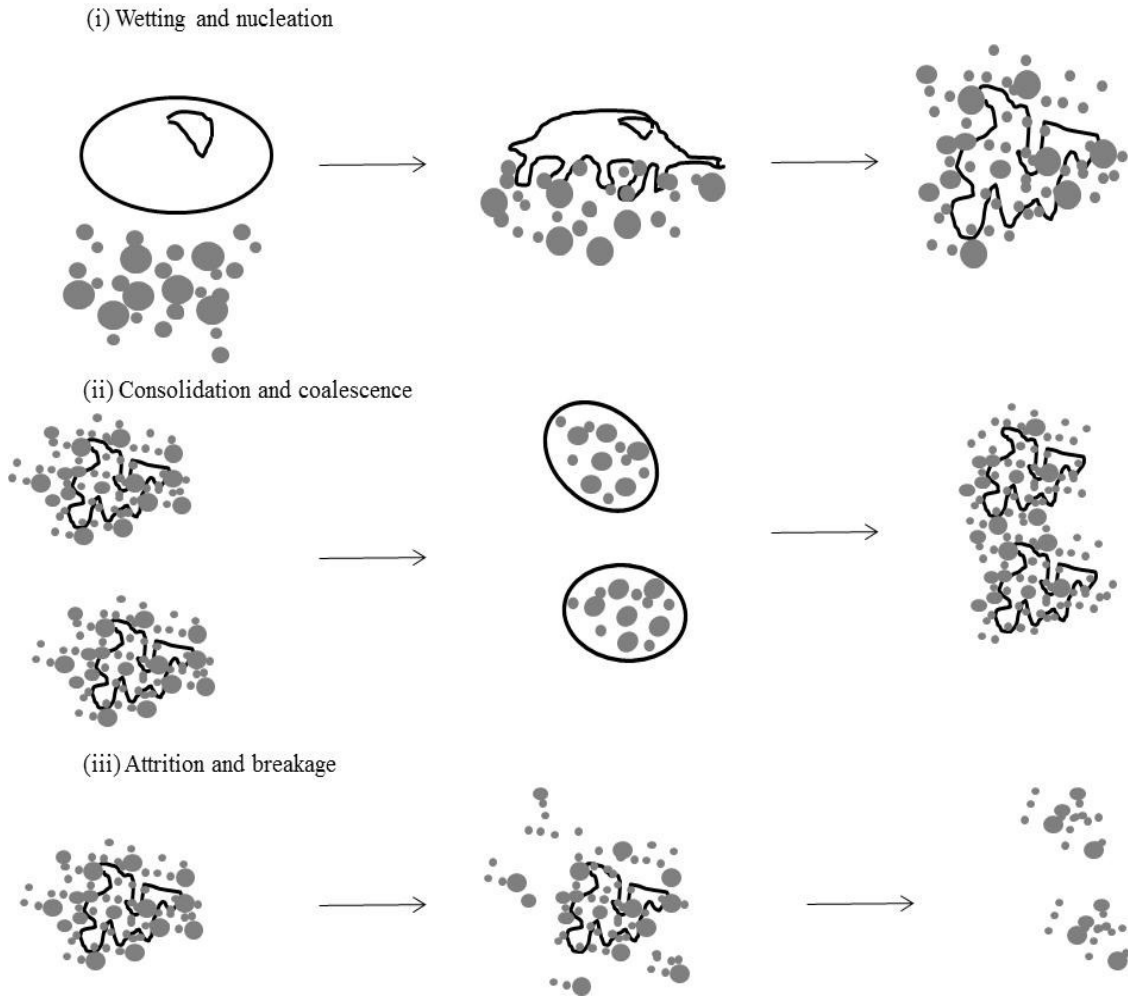 (i) Wetting and nucleation
(ii) Consolidation and coalescence
(iii) Attrition and breakage